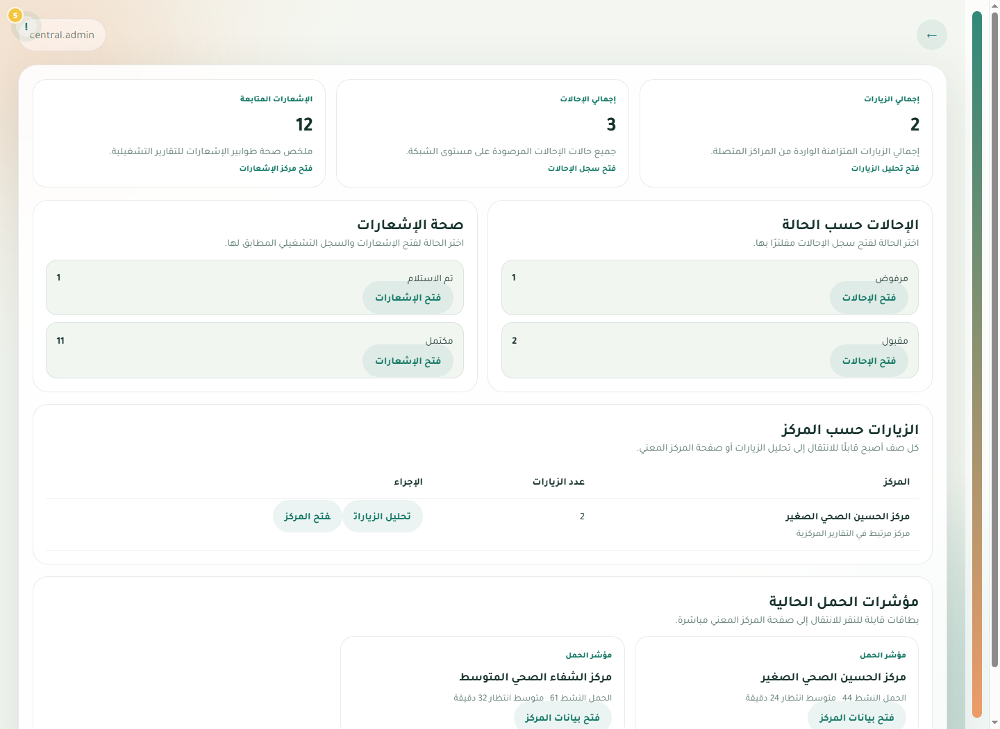 ←
5
!
central.admin
إجمالي الزيارات
2
إجمالي الزيارات المتزامنة الواردة من المراكز المتصلة.
فتح تحليل الزيارات
إجمالي الإحالات
3
جميع حالات الإحالات المرصودة على مستوى الشبكة.
فتح سجل الإحالات
الإشعارات المتابعة
12
ملخص صحة طوابير الإشعارات للتقارير التشغيلية.
فتح مركز الإشعارات
الإحالات حسب الحالة
اختر الحالة لفتح سجل الإحالات مفلترًا بها.
مرفوض 1
فتح الإحالات
مقبول 2
فتح الإحالات
صحة الإشعارات
اختر الحالة لفتح الإشعارات والسجل التشغيلي المطابق لها.
تم الاستلام 1
فتح الإشعارات
مكتمل 11
فتح الإشعارات
الزيارات حسب المركز
كل صف أصبح قابلًا للانتقال إلى تحليل الزيارات أو صفحة المركز المعني.
المركز عدد الزيارات الإجراء
مركز الحسين الصحي الصغير 2 تحليل الزيارات فتح المركز
مركز مرتبط في التقارير المركزية
مؤشرات الحمل الحالية
بطاقات قابلة للنقر للانتقال إلى صفحة المركز المعني مباشرة.
مؤشر الحمل
مركز الحسين الصحي الصغير
الحمل النشط 44 متوسط انتظار 24 دقيقة
فتح بيانات المركز
مؤشر الحمل
مركز الشفاء الصحي المتوسط
الحمل النشط 61 متوسط انتظار 32 دقيقة
فتح بيانات المركز